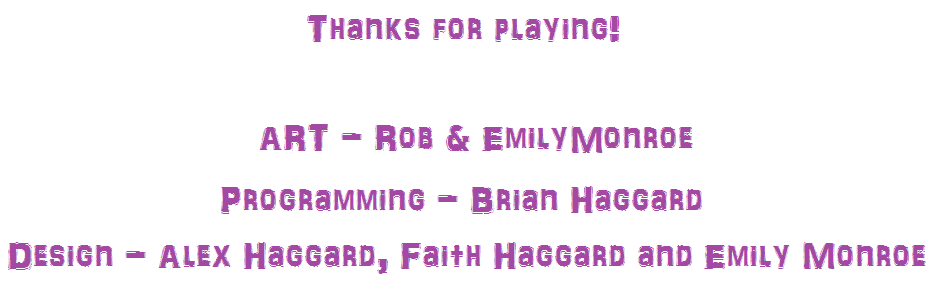 Thanks for playing!
ART - Rob & EmilyMonroe
Programming - Brian Haggard
Design - Alex Haggard, Faith Haggard and Emily Monroe